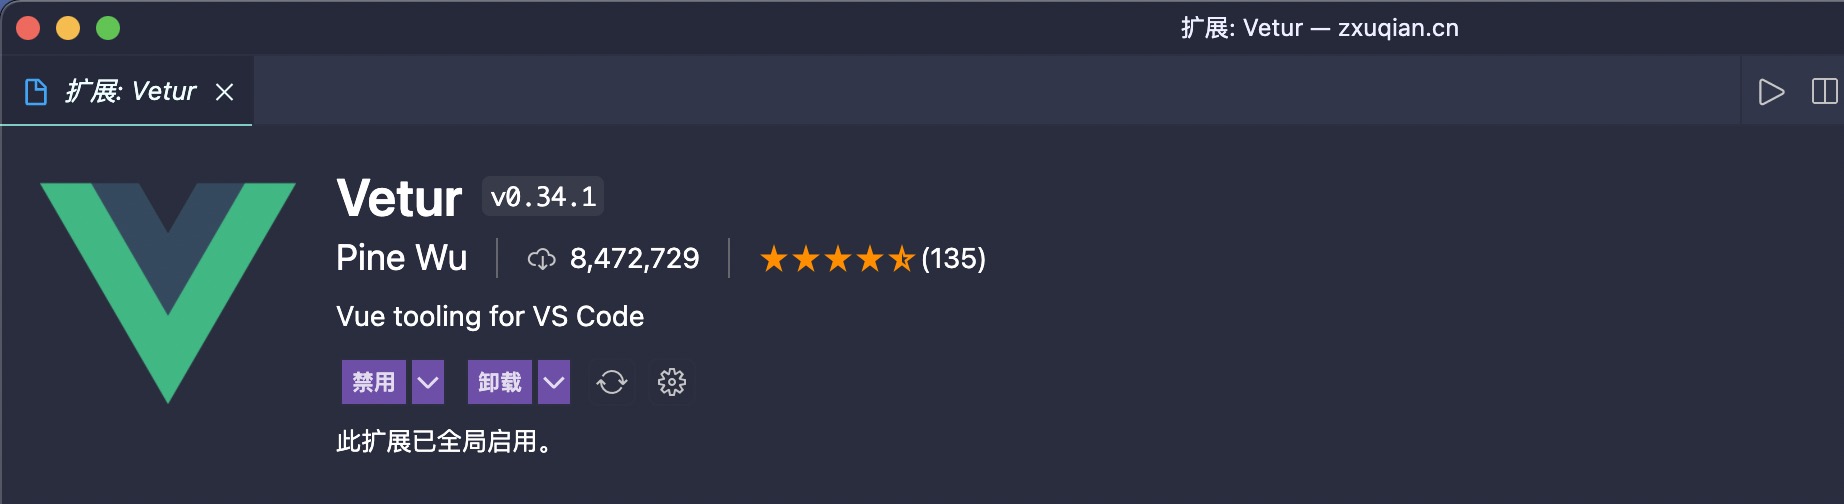 扩展: Vetur — zxuqian.cn
扩展: Vetur
Vetur v0.34.1
Pine Wu 8,472,729 (135)
Vue tooling for VS Code
禁用 卸载
此扩展已全局启用。